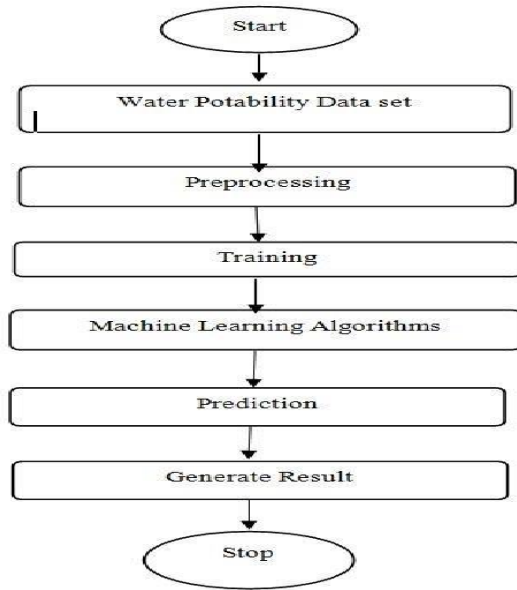 Start
Water Potability Data set
Preprocessing
Training
Machine Learning Algorithms
Prediction
Generate Result
Stop